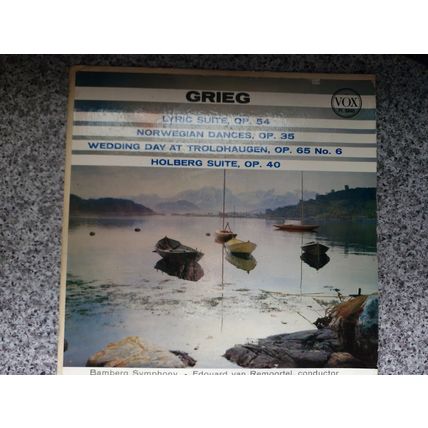 GRIEG
VOX
LYRIC SUITE, OP. 54
NORWEGIAN DANCES, OP. 35
WEDDING DAY AT TROLDHAUGEN, OP. 65 No. 6
HOLBERG SUITE, OP. 40
Bamberg Symphony - Edouard van Remoortel, conductor